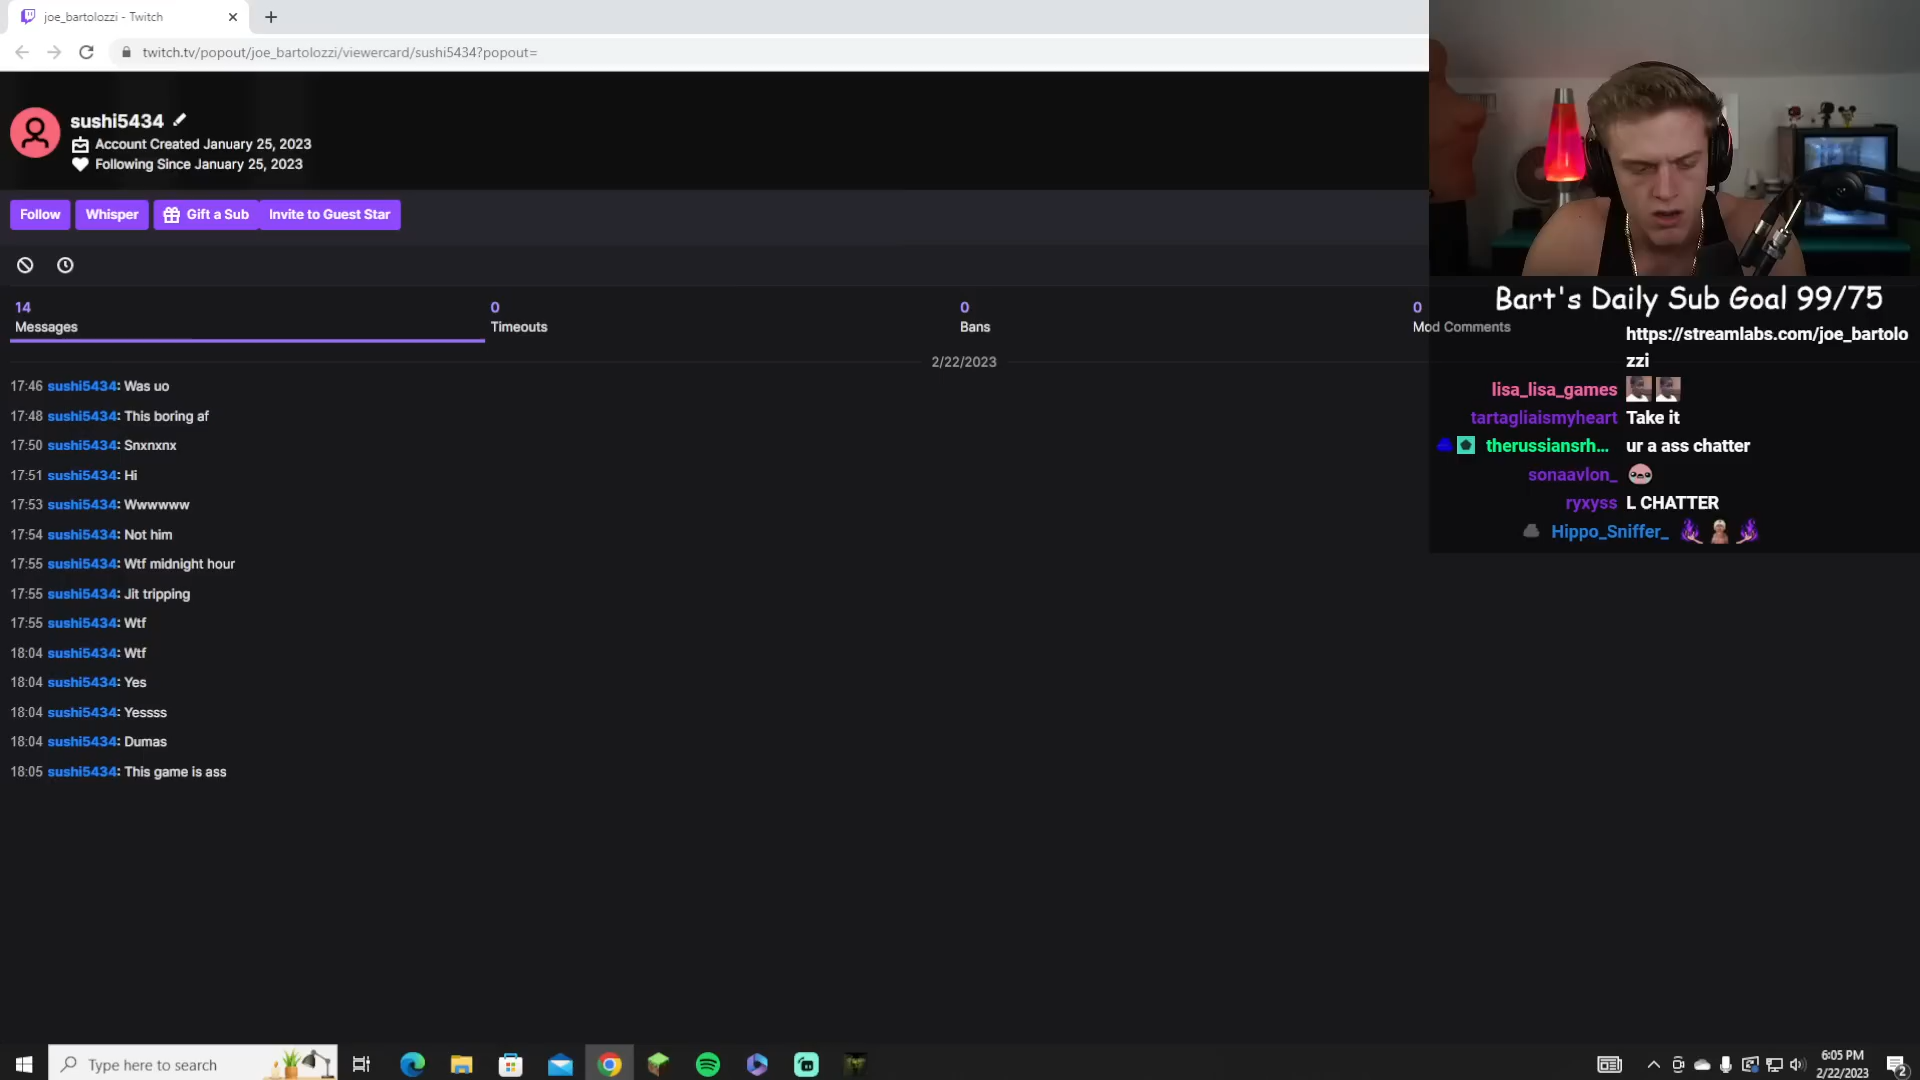 joe_bartolozzi - Twitch
twitch.tv/popout/joe_bartolozzi/viewercard/sushi5434?popout=
sushi5434
Account Created January 25, 2023
Following Since January 25, 2023
Follow
Whisper
Gift a Sub
Invite to Guest Star
14
Messages
0
Timeouts
0
Bans
0
Mod Comments
2/22/2023
17:46 sushi5434: Was uo
17:48 sushi5434: This boring af
17:50 sushi5434: Snxnxnx
17:51 sushi5434: Hi
17:53 sushi5434: Wwwwww
17:54 sushi5434: Not him
17:55 sushi5434: Wtf midnight hour
17:55 sushi5434: Jit tripping
17:55 sushi5434: Wtf
18:04 sushi5434: Wtf
18:04 sushi5434: Yes
18:04 sushi5434: Yessss
18:04 sushi5434: Dumas
18:05 sushi5434: This game is ass
Bart's Daily Sub Goal 99/75
https://streamlabs.com/joe_bartolo
zzi
lisa_lisa_games
tartagliaismyheart Take it
therussiansrh... ur a ass chatter
sonaavlon_
ryxyss L CHATTER
Hippo_Sniffer_
Type here to search
6:05 PM
2/22/2023
2